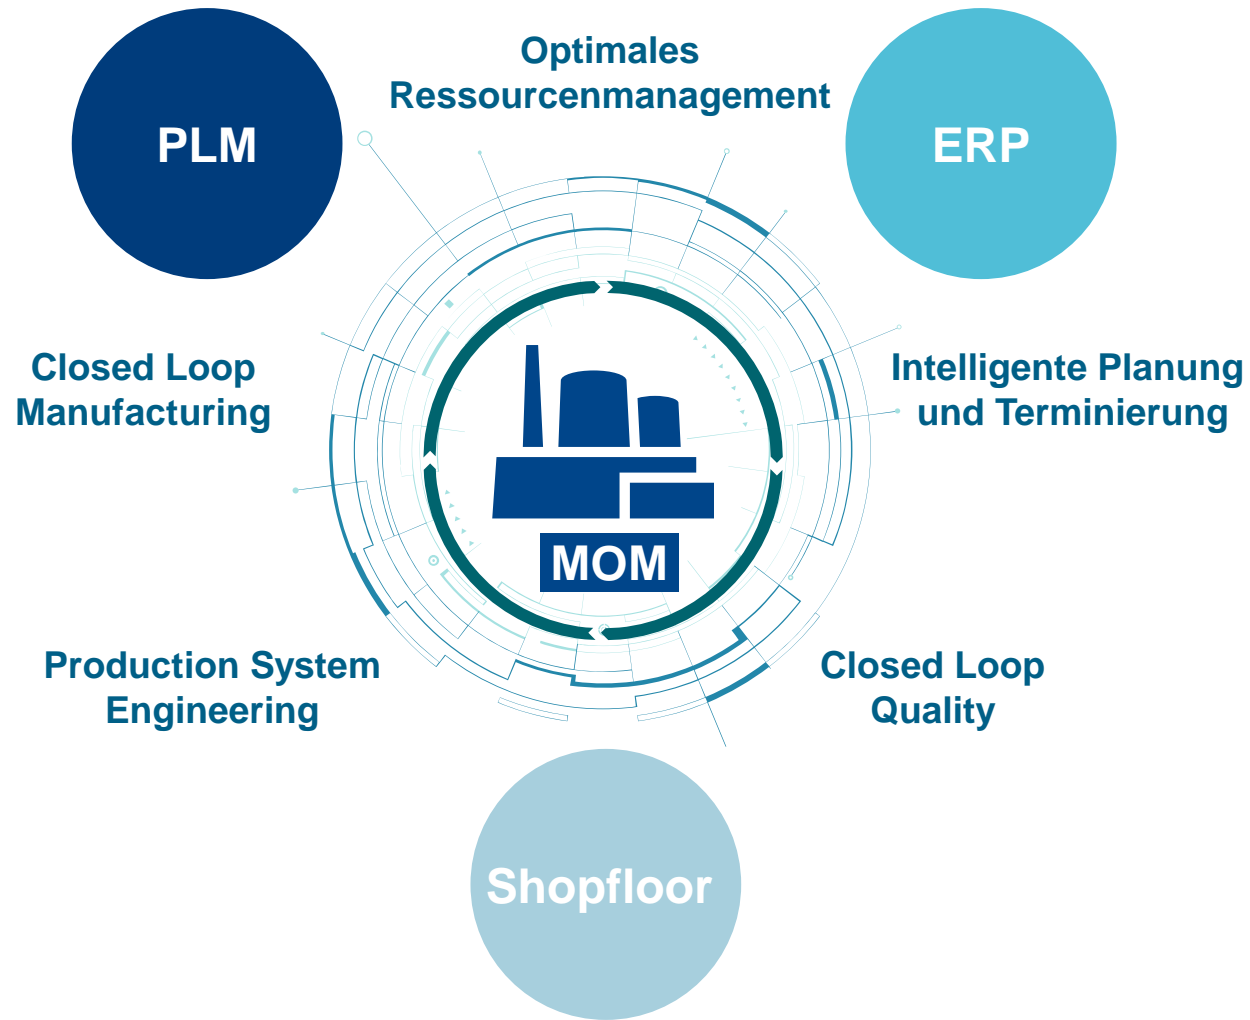 Optimales
Ressourcenmanagement
PLM
ERP
Closed Loop
Manufacturing
Intelligente Planung
und Terminierung
MOM
Production System
Engineering
Closed Loop
Quality
Shopfloor